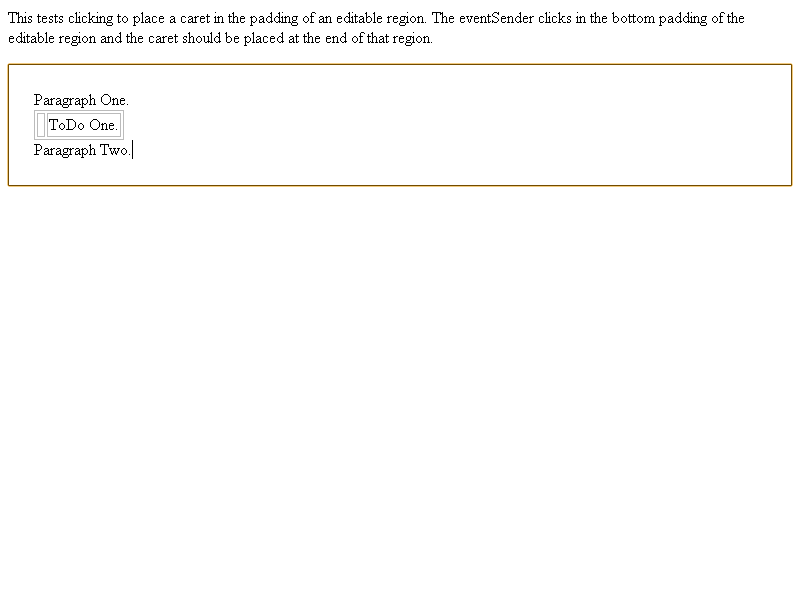 This tests clicking to place a caret in the padding of an editable region. The eventSender clicks in the bottom padding of the
editable region and the caret should be placed at the end of that region.
Paragraph One.
ToDo One.
Paragraph Two.